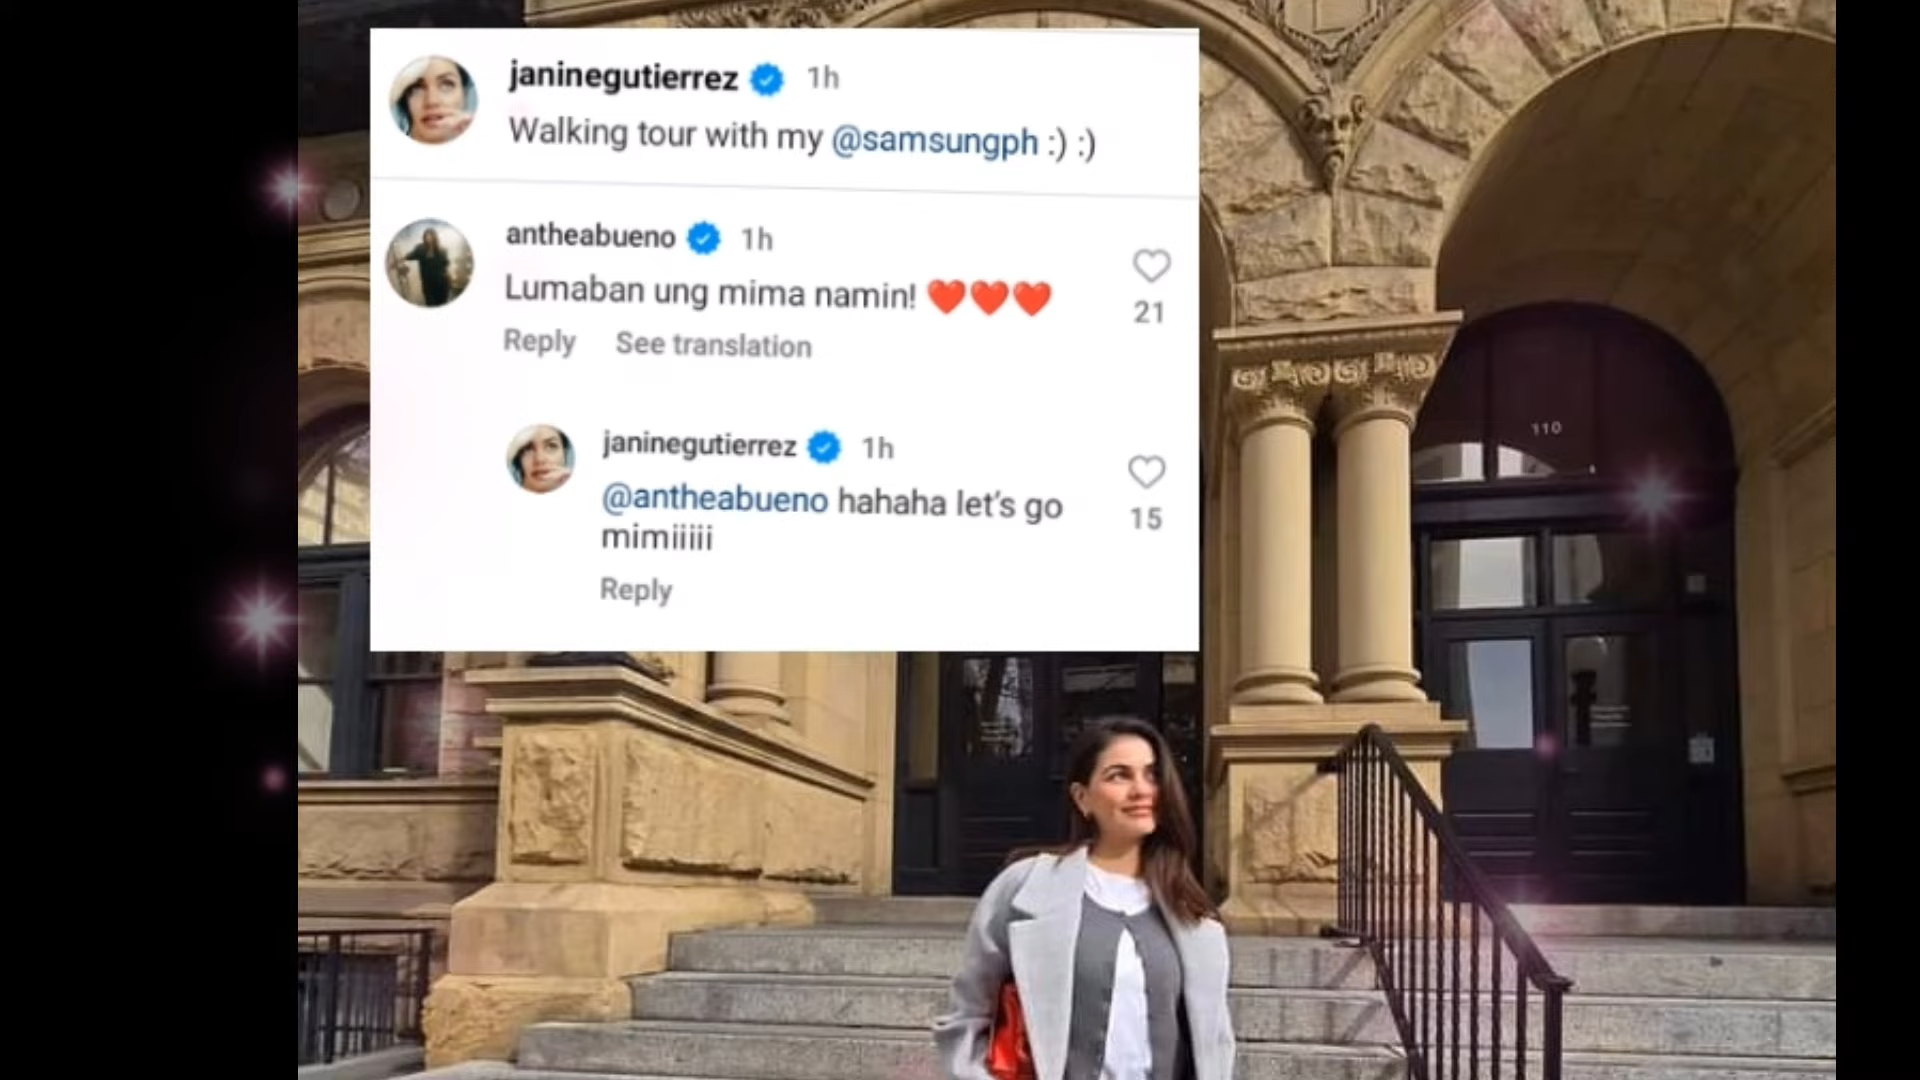 janinegutierrez 1h
Walking tour with my @samsungph :) :)
antheabueno 1h
Lumaban ung mima namin! ❤️❤️❤️
21
Reply See translation
janinegutierrez 1h
@antheabueno hahaha let's go
mimiiiii
15
Reply
110